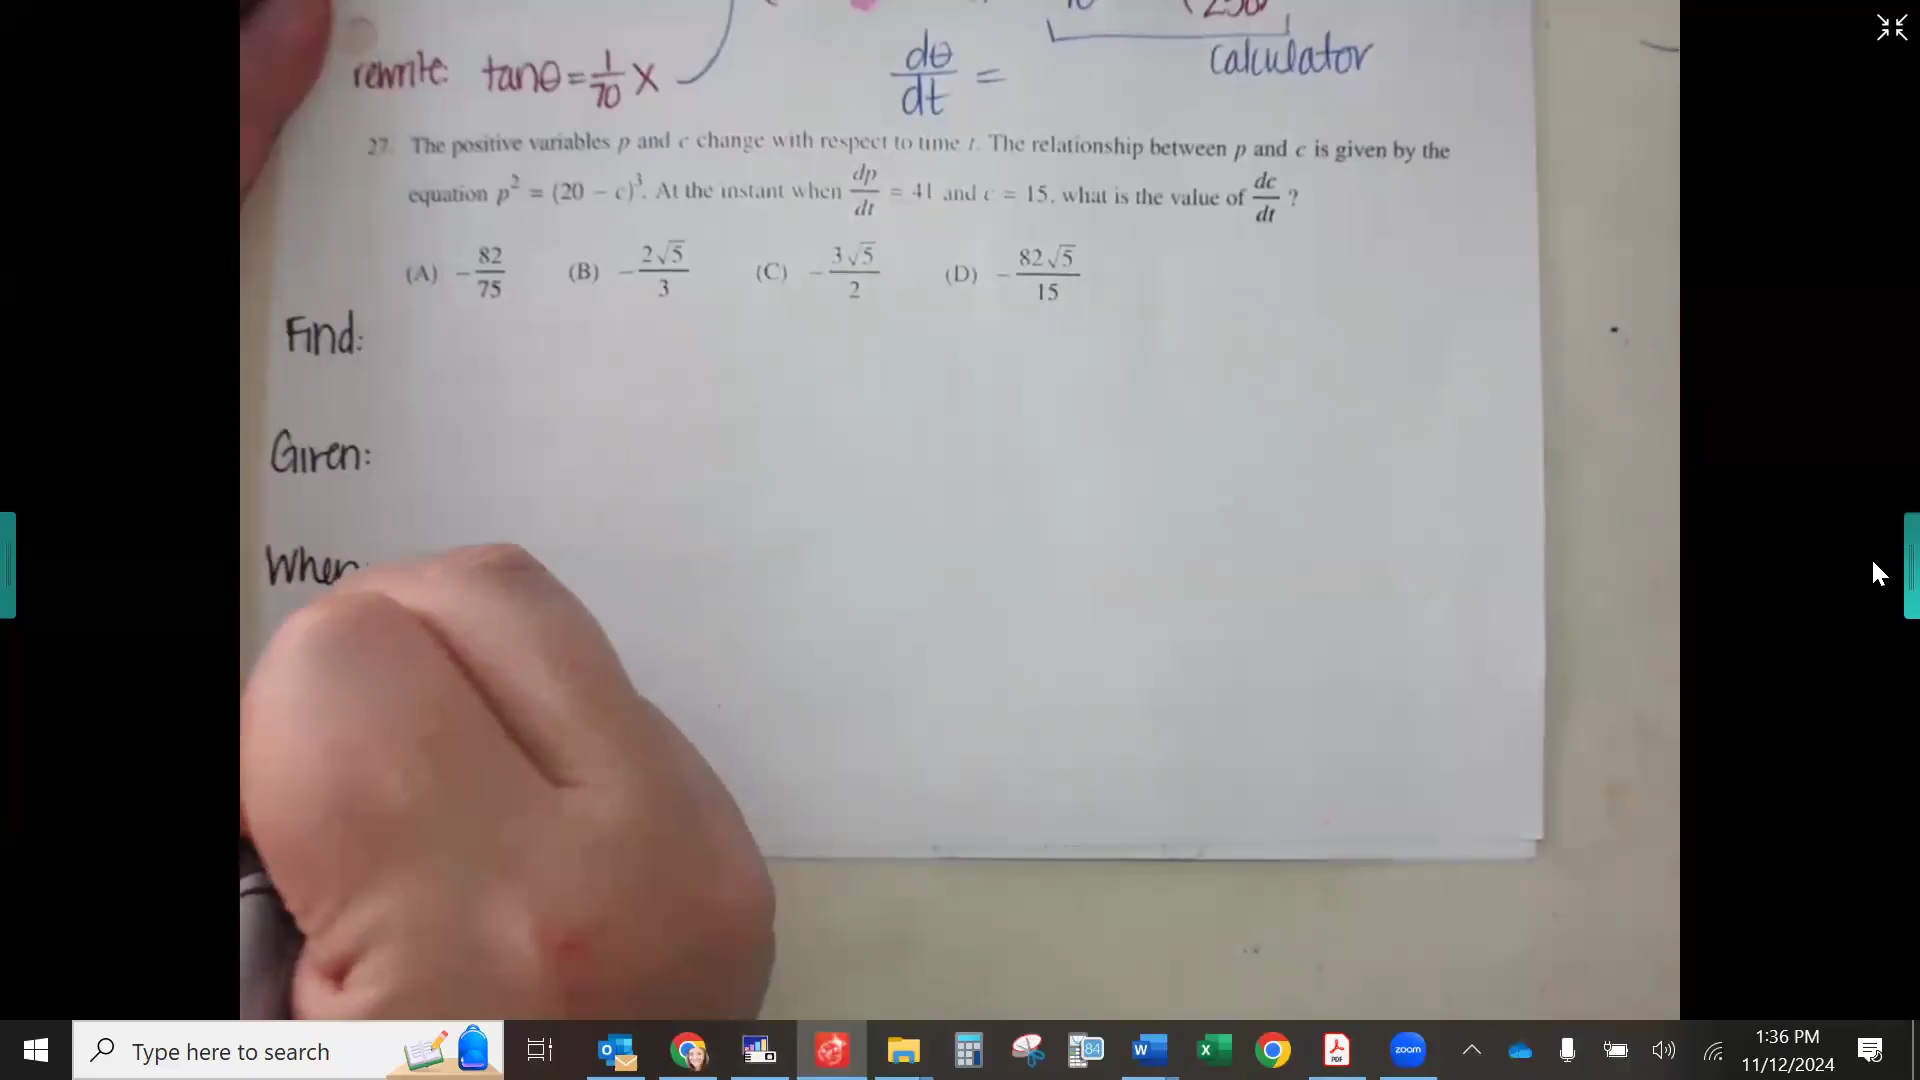 rewrite: tanθ = 1/70 x
dθ/dt =
calculator
27. The positive variables p and c change with respect to time t. The relationship between p and c is given by the
equation p² = (20 − c)³. At the instant when dp/dt = 41 and c = 15, what is the value of dc/dt ?
(A) −82/75 (B) −2√5/3 (C) −3√5/2 (D) −82√5/15
Find:
Given:
When:
Type here to search
84
zoom
1:36 PM
11/12/2024